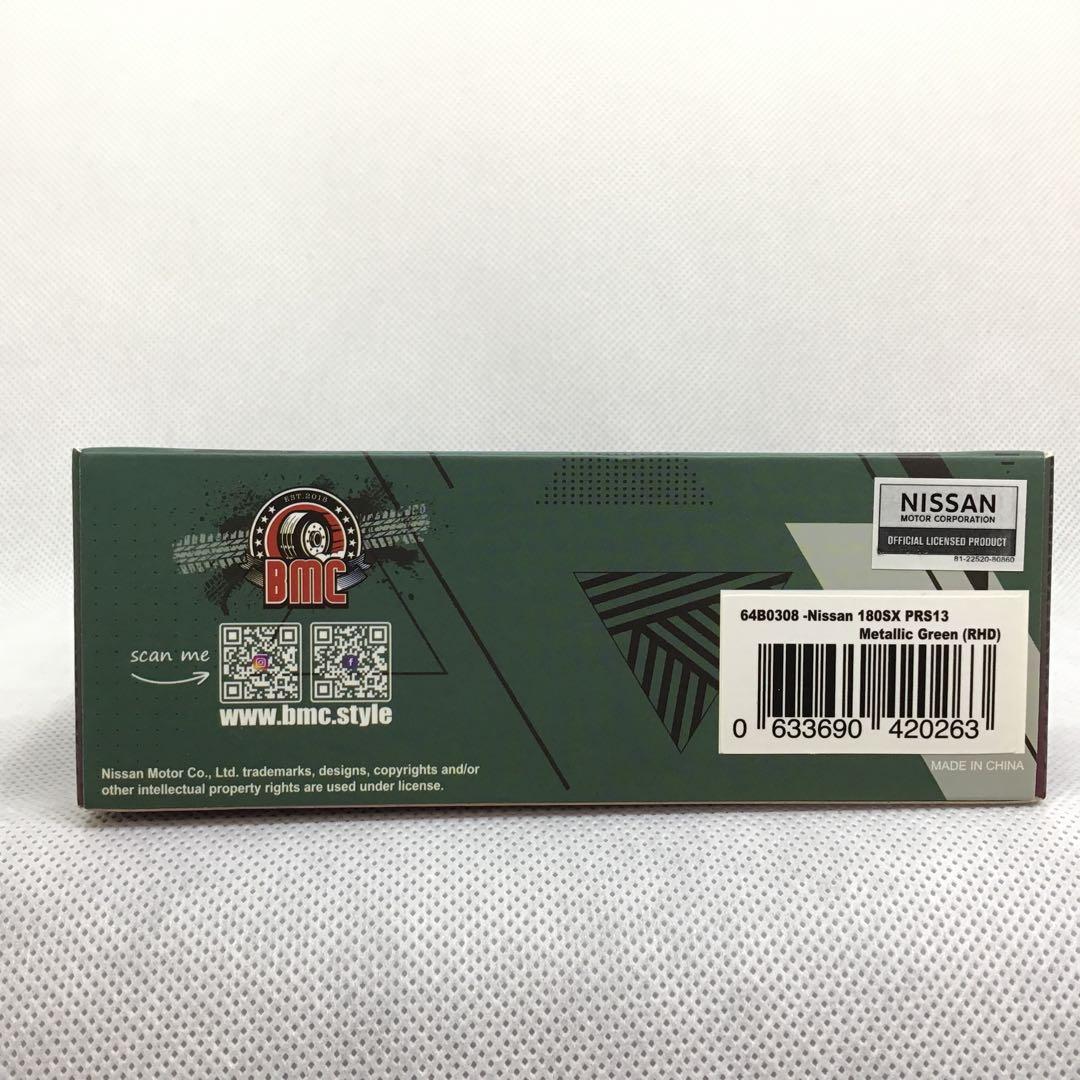 EST.2018
BMC
scan me
www.bmc.style
Nissan Motor Co., Ltd. trademarks, designs, copyrights and/or
other intellectual property rights are used under license.
NISSAN
MOTOR CORPORATION
OFFICIAL LICENSED PRODUCT
81-22520-80860
64B0308 -Nissan 180SX PRS13
Metallic Green (RHD)
0 633690 420263
MADE IN CHINA